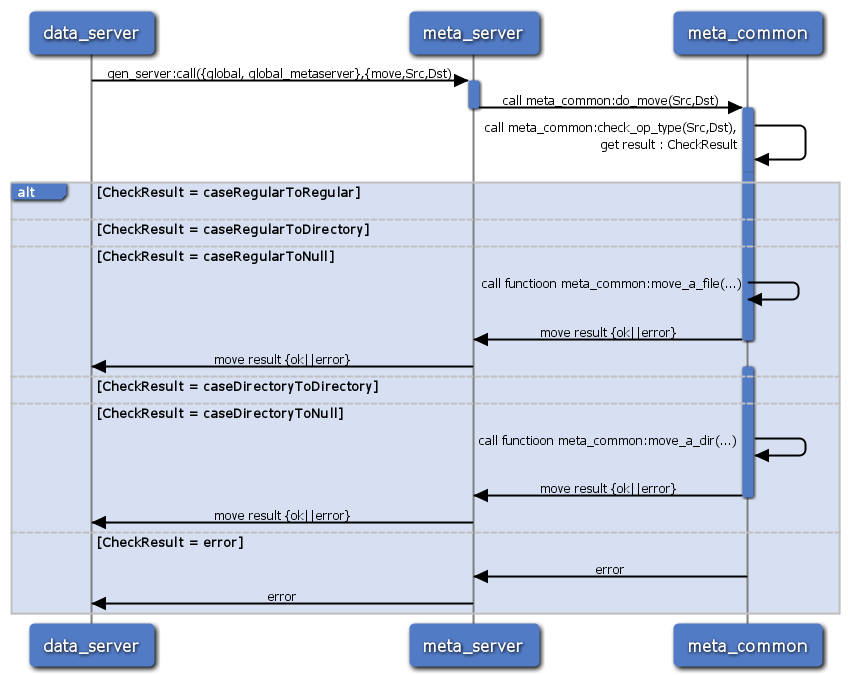 data_server meta_server meta_common
gen_server:call({global, global_metaserver},{move,Src,Dst)
call meta_common:do_move(Src,Dst)
call meta_common:check_op_type(Src,Dst),
get result : CheckResult
alt [CheckResult = caseRegularToRegular]
[CheckResult = caseRegularToDirectory]
[CheckResult = caseRegularToNull]
call functioon meta_common:move_a_file(...)
move result {ok||error}
move result {ok||error}
[CheckResult = caseDirectoryToDirectory]
[CheckResult = caseDirectoryToNull]
call functioon meta_common:move_a_dir(...)
move result {ok||error}
move result {ok||error}
[CheckResult = error]
error
error
data_server meta_server meta_common